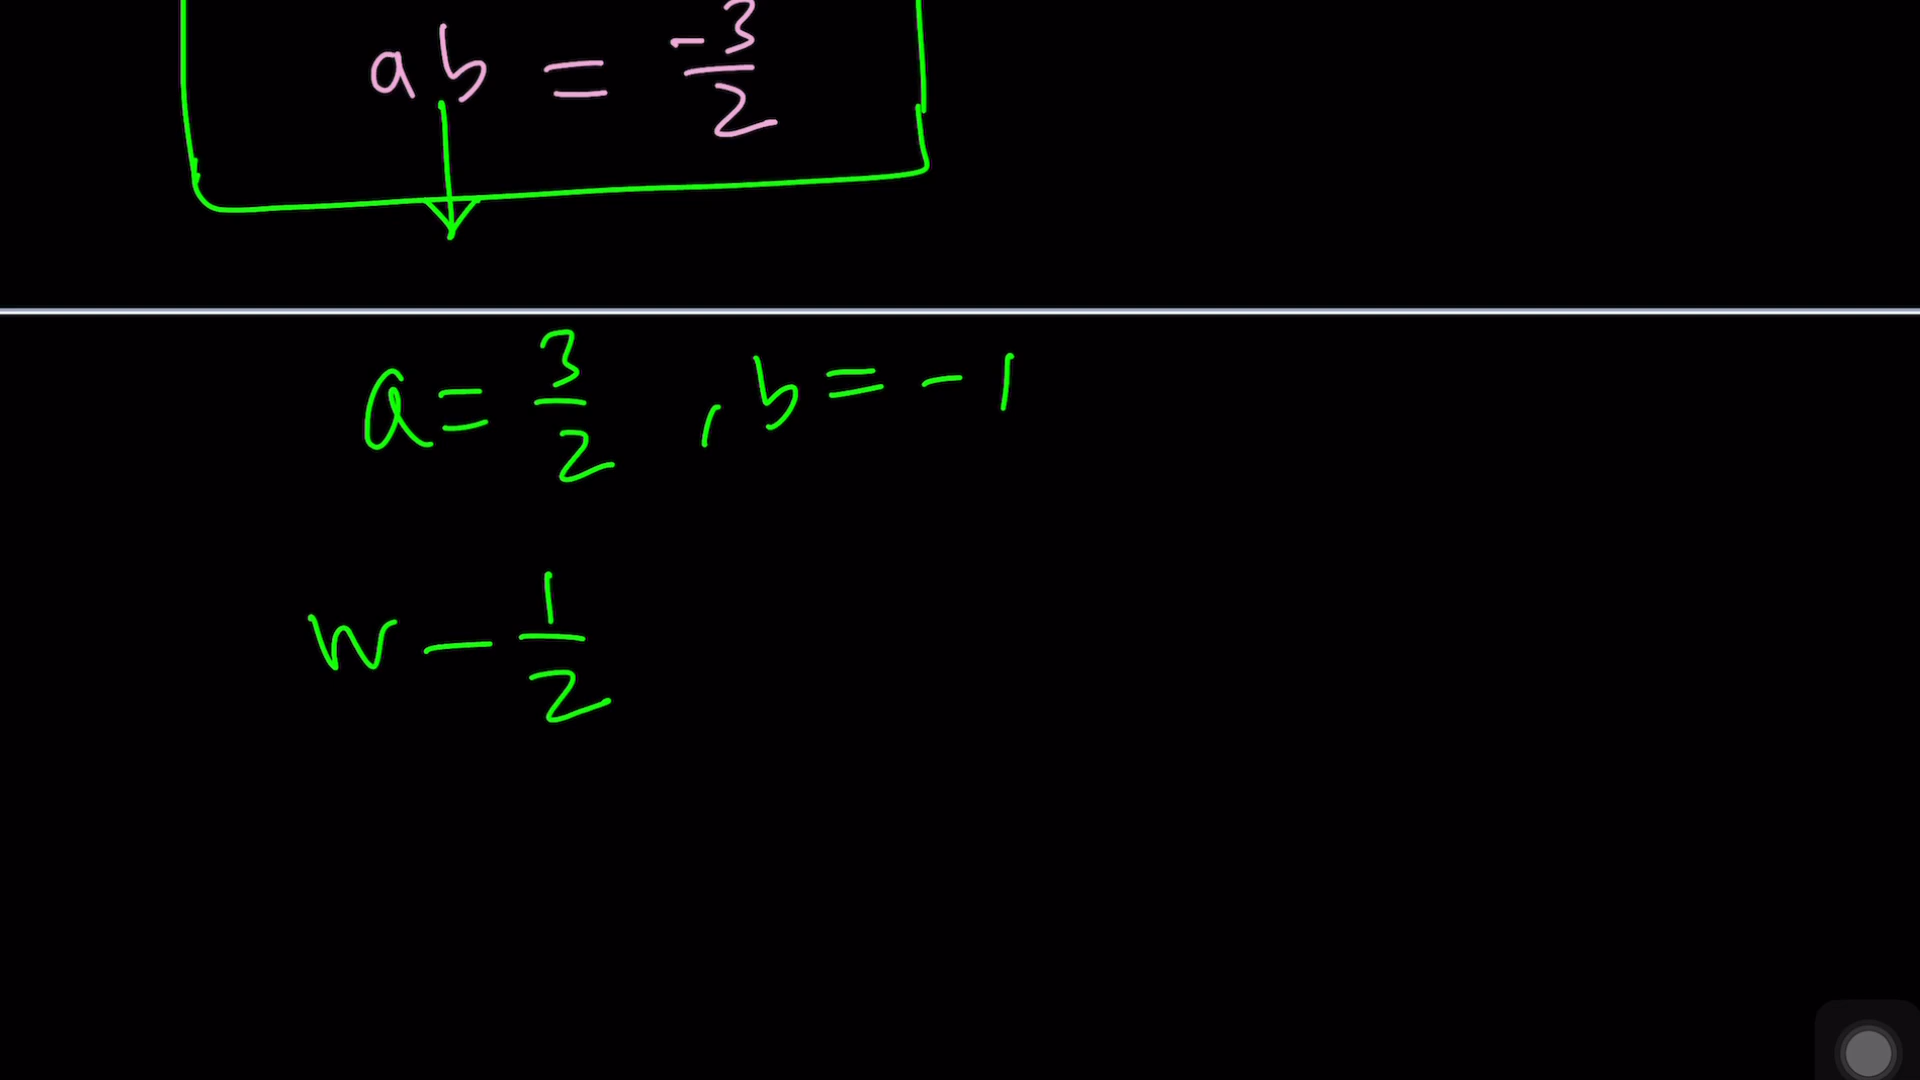 ab = -3/2
a = 3/2 , b = -1
w - 1/2